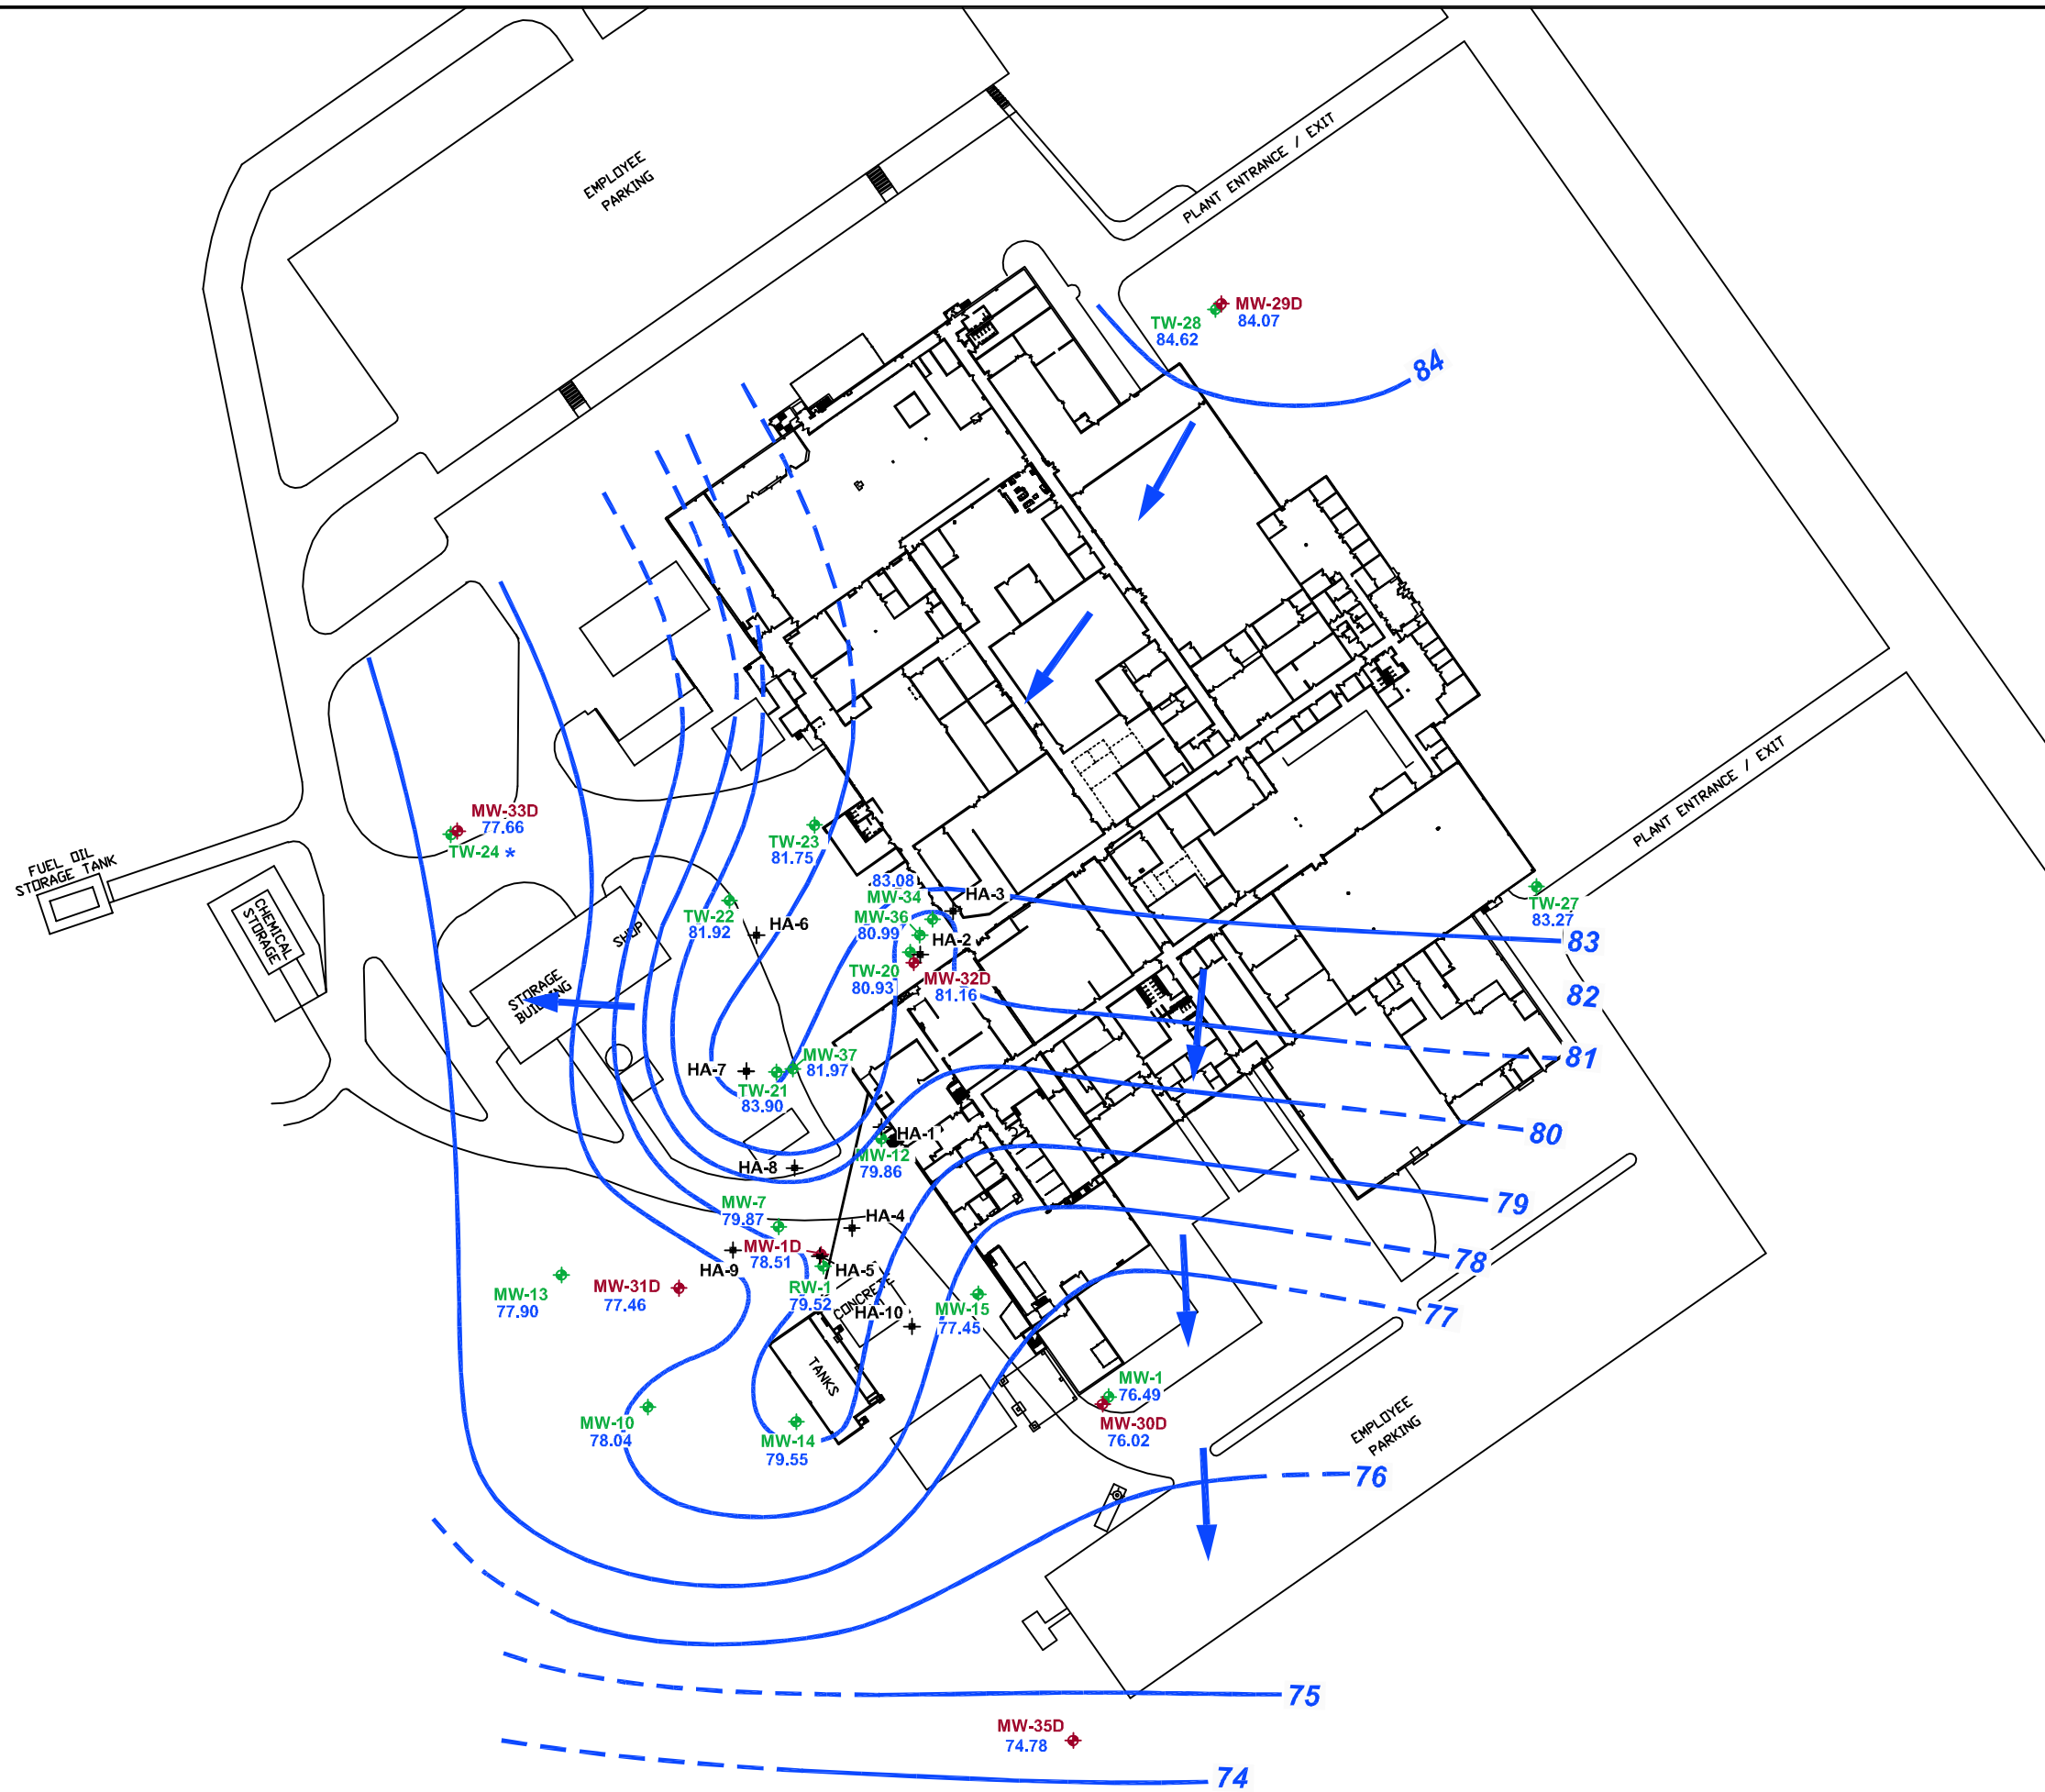 EMPLOYEE
PARKING
PLANT ENTRANCE / EXIT
MW-29D
84.07
TW-28
84.62
84
PLANT ENTRANCE / EXIT
MW-33D
77.66
TW-24 *
FUEL OIL
STORAGE TANK
CHEMICAL
STORAGE
TW-23
81.75
83.08
MW-34
HA-3
MW-36
80.99
HA-2
TW-22
81.92
HA-6
TW-27
83.27
83
SHOP
STORAGE
BUILDING
TW-20
80.93
MW-32D
81.16
82
81
MW-37
81.97
HA-7
TW-21
83.90
80
HA-1
MW-12
79.86
HA-8
79
MW-7
79.87
HA-4
MW-1D
78.51
HA-9
HA-5
78
MW-31D
77.46
MW-13
77.90
RW-1
79.52
CONCRETE
HA-10
MW-15
77.45
77
TANKS
MW-1
76.49
MW-30D
76.02
EMPLOYEE
PARKING
MW-10
78.04
MW-14
79.55
76
75
MW-35D
74.78
74